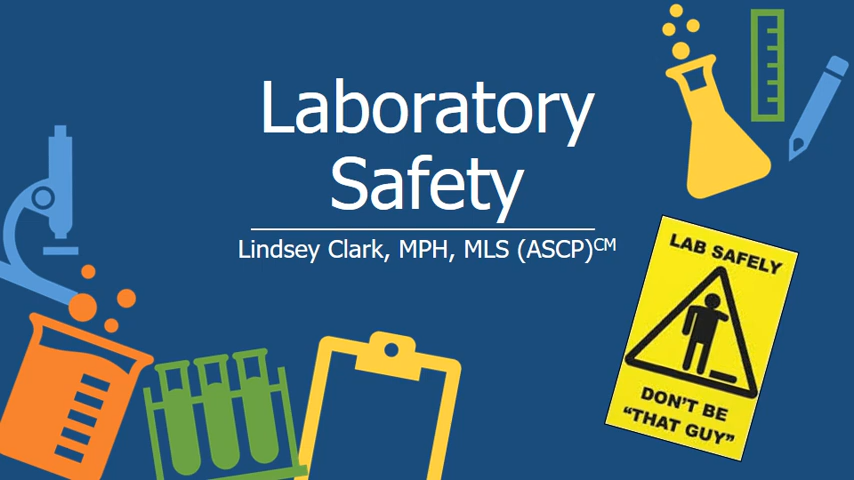 Laboratory
Safety
Lindsey Clark, MPH, MLS (ASCP)CM
LAB SAFELY
DON'T BE
"THAT GUY"